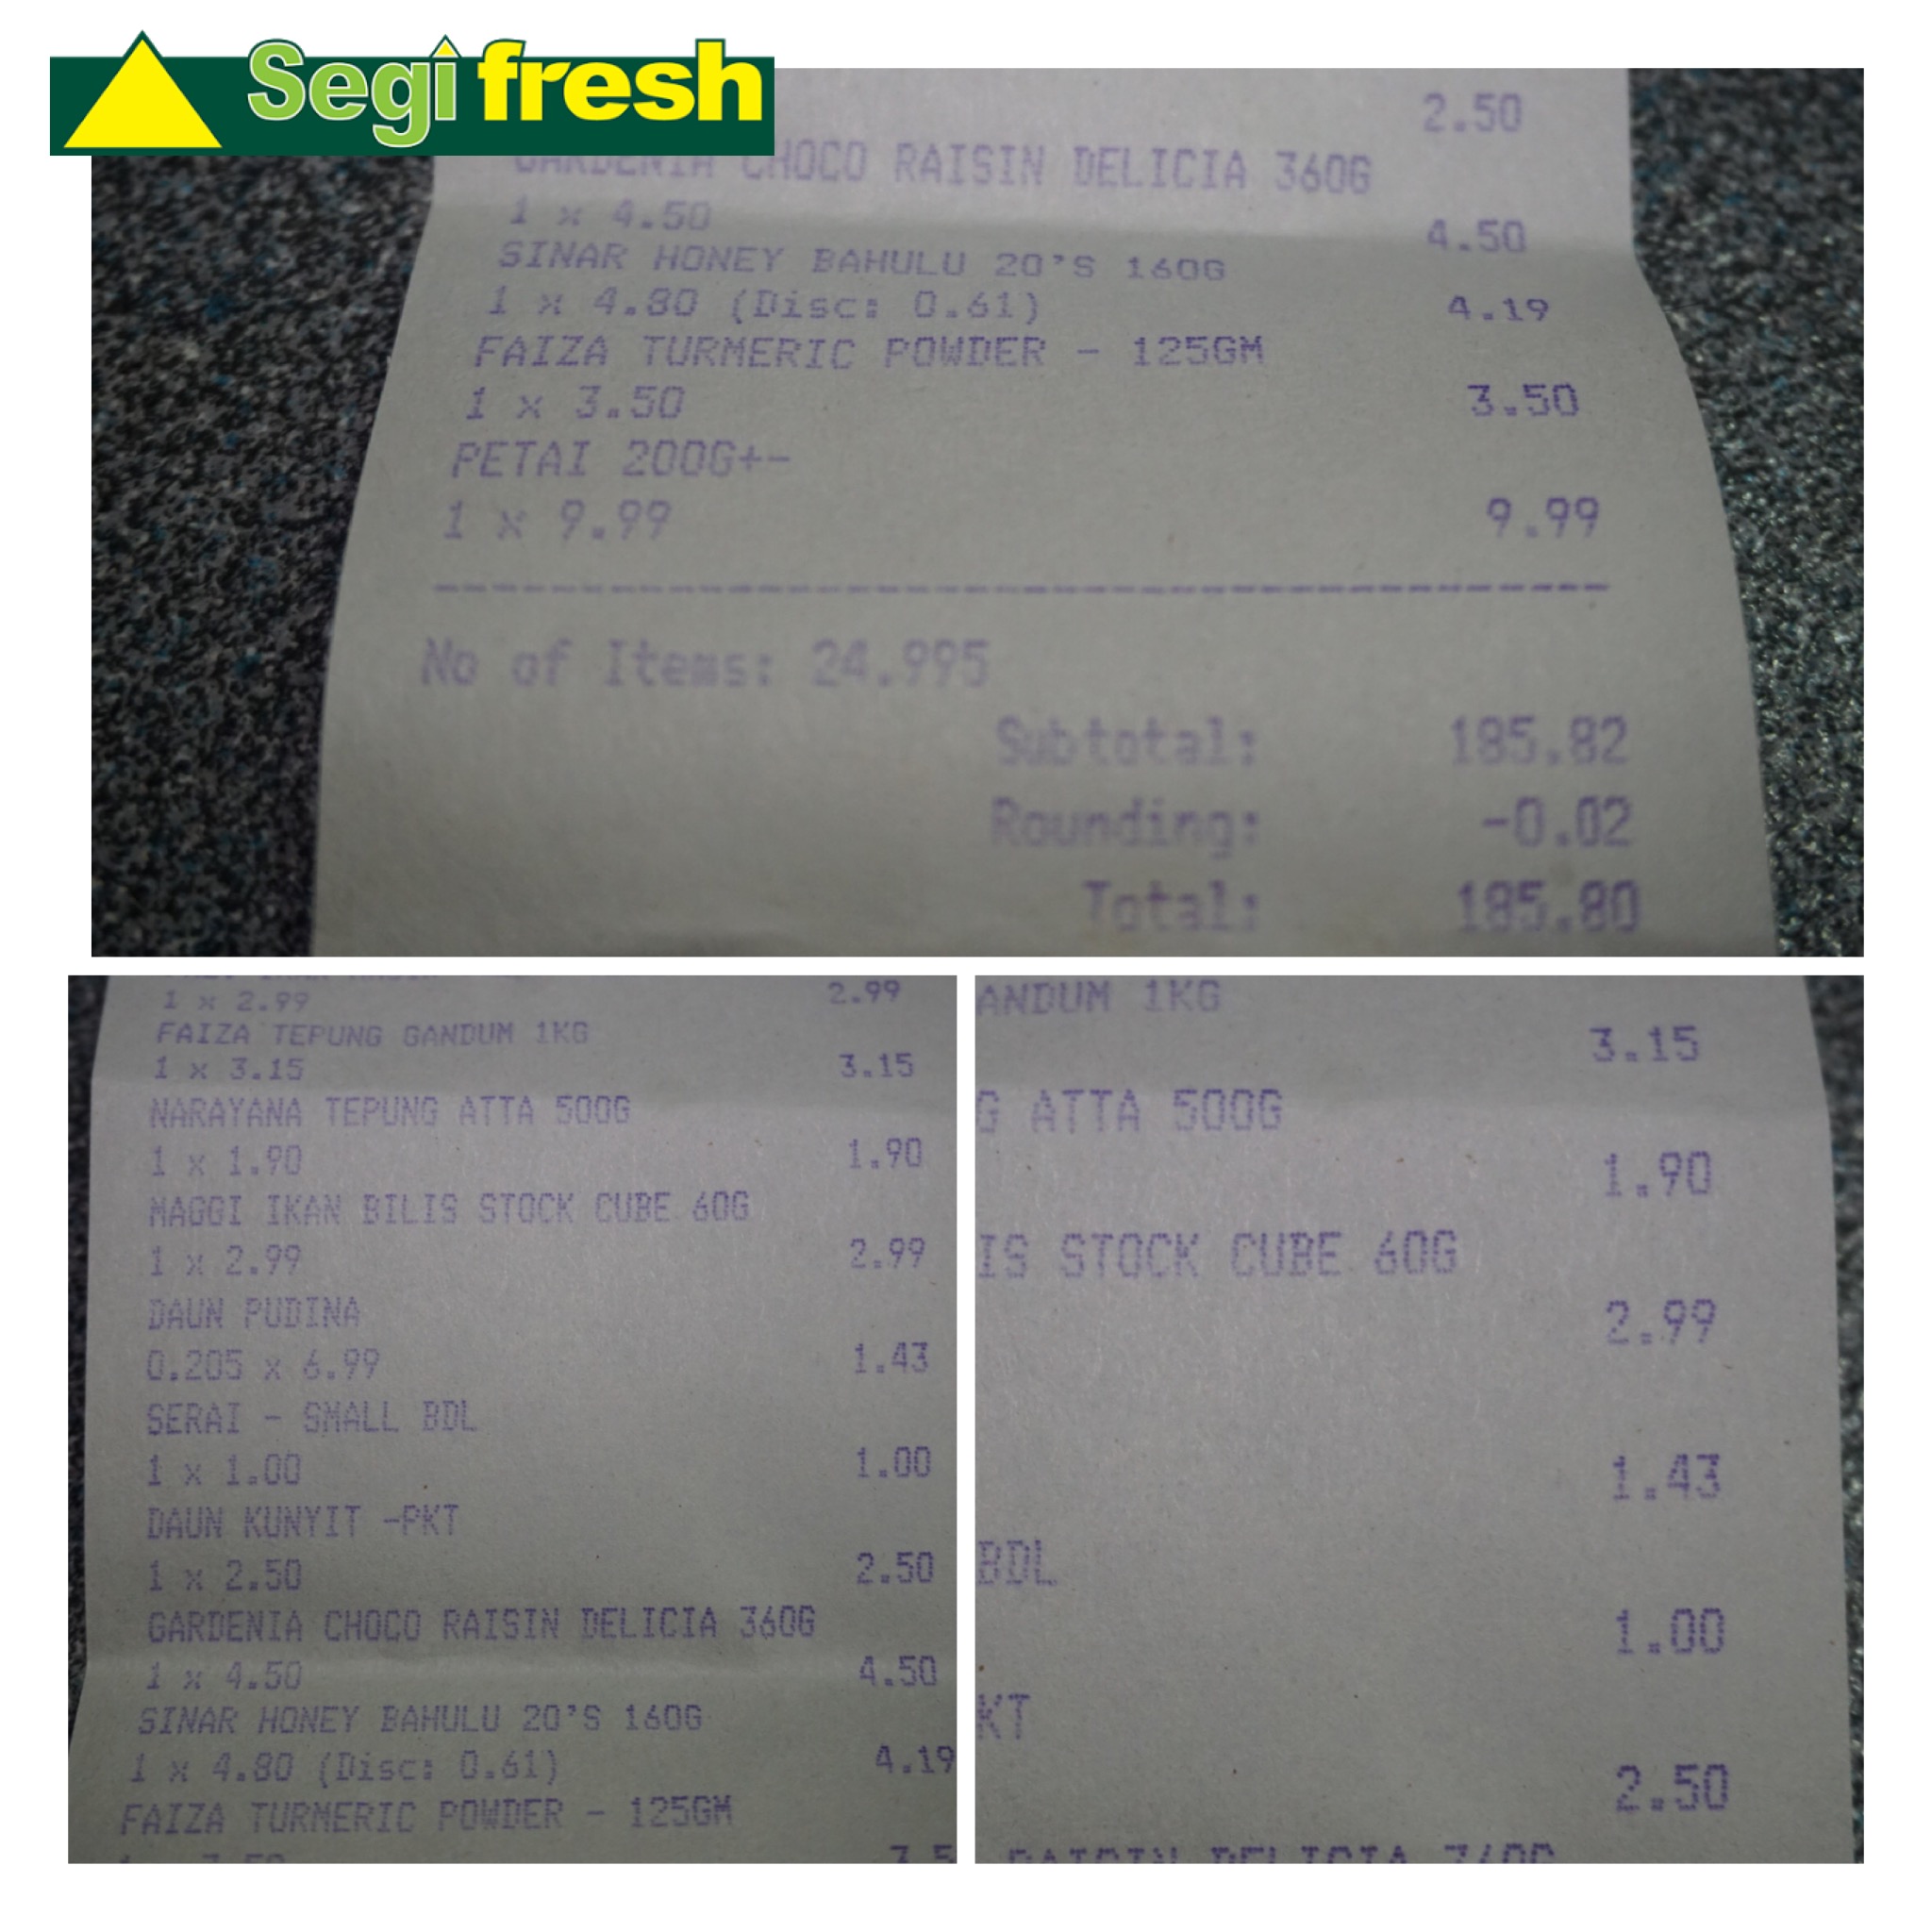 Segi fresh
2.50
GARDENIA CHOCO RAISIN DELICIA 360G
1 x 4.50 4.50
SINAR HONEY BAHULU 20'S 160G
1 x 4.80 (Disc: 0.61) 4.19
FAIZA TURMERIC POWDER - 125GM
1 x 3.50 3.50
PETAI 200G+-
1 x 9.99 9.99
No of Items: 24.995
Subtotal: 185.82
Rounding: -0.02
Total: 185.80
1 x 2.99 2.99
FAIZA TEPUNG GANDUM 1KG
1 x 3.15 3.15
NARAYANA TEPUNG ATTA 500G
1 x 1.90 1.90
MAGGI IKAN BILIS STOCK CUBE 60G
1 x 2.99 2.99
DAUN PUDINA
0.205 x 6.99 1.43
SERAI - SMALL BDL
1 x 1.00 1.00
DAUN KUNYIT -PKT
1 x 2.50 2.50
GARDENIA CHOCO RAISIN DELICIA 360G
1 x 4.50 4.50
SINAR HONEY BAHULU 20'S 160G
1 x 4.80 (Disc: 0.61) 4.19
FAIZA TURMERIC POWDER - 125GM
ANDUM 1KG
3.15
G ATTA 500G
1.90
IS STOCK CUBE 60G
2.99
1.43
BDL
1.00
KT
2.50
RAISIN DELICIA 360G